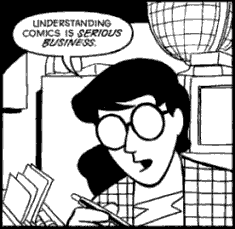 UNDERSTANDING
COMICS IS SERIOUS
BUSINESS.